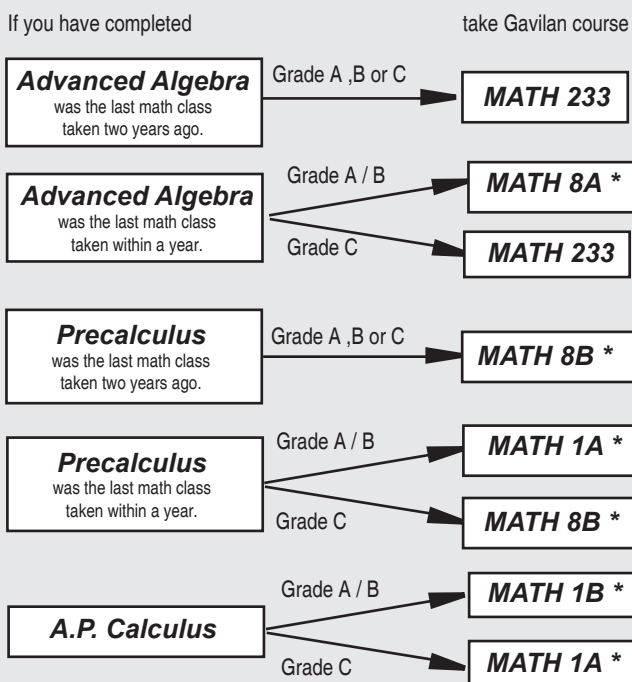 If you have completed
take Gavilan course
Advanced Algebra
was the last math class
taken two years ago.
Grade A ,B or C
MATH 233
Advanced Algebra
was the last math class
taken within a year.
Grade A / B
MATH 8A *
Grade C
MATH 233
Precalculus
was the last math class
taken two years ago.
Grade A ,B or C
MATH 8B *
Precalculus
was the last math class
taken within a year.
Grade A / B
MATH 1A *
Grade C
MATH 8B *
A.P. Calculus
Grade A / B
MATH 1B *
Grade C
MATH 1A *